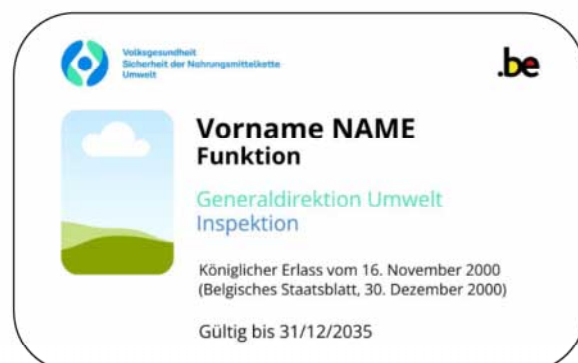 Volksgesundheit
Sicherheit der Nahrungsmittelkette
Umwelt
.be
Vorname NAME
Funktion
Generaldirektion Umwelt
Inspektion
Königlicher Erlass vom 16. November 2000
(Belgisches Staatsblatt, 30. Dezember 2000)
Gültig bis 31/12/2035